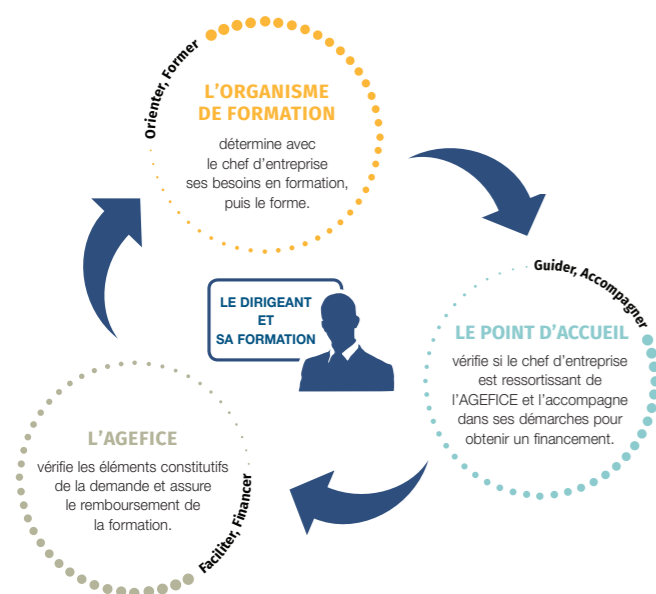 Orienter, Former
L'ORGANISME
DE FORMATION
détermine avec
le chef d'entreprise
ses besoins en formation,
puis le forme.
Guider, Accompagner
LE POINT D'ACCUEIL
vérifie si le chef d'entreprise
est ressortissant de
l'AGEFICE et l'accompagne
dans ses démarches pour
obtenir un financement.
LE DIRIGEANT
ET
SA FORMATION
L'AGEFICE
vérifie les éléments constitutifs
de la demande et assure
le remboursement de
la formation.
Faciliter, Financer